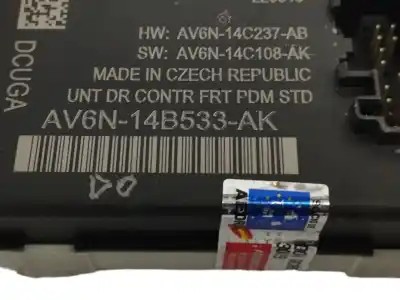 HW: AV6N-14C237-AB
SW: AV6N-14C108-AK
MADE IN CZECH REPUBLIC
UNT DR CONTR FRT PDM STD
AV6N-14B533-AK
DCUGA